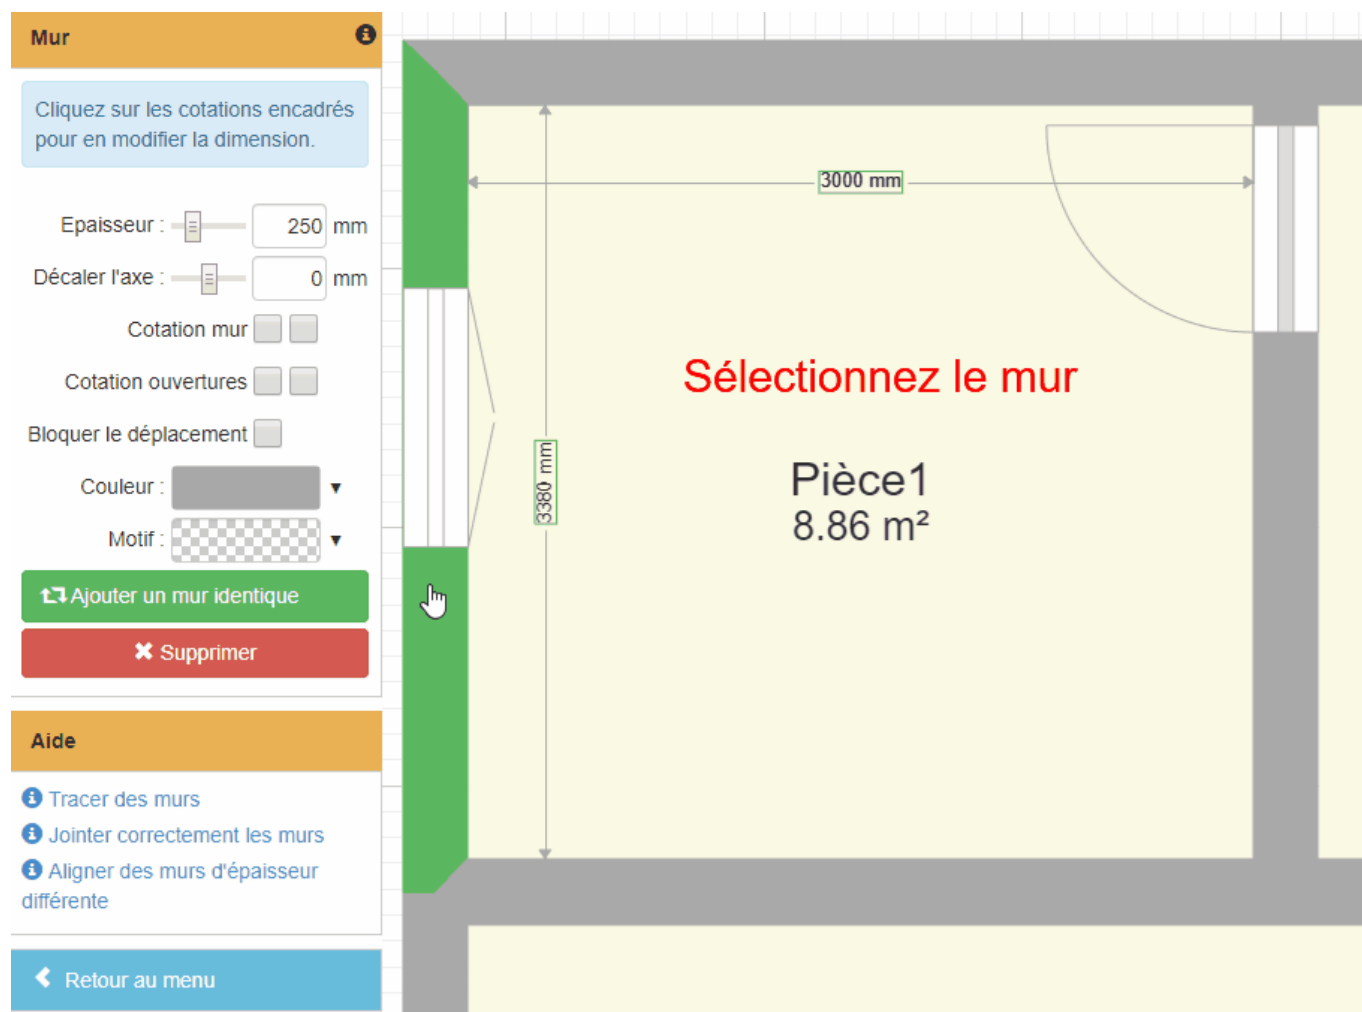 Mur
Cliquez sur les cotations encadrés
pour en modifier la dimension.
Epaisseur : 250 mm
Décaler l'axe : 0 mm
Cotation mur
Cotation ouvertures
Bloquer le déplacement
Couleur :
Motif :
Ajouter un mur identique
Supprimer
Aide
Tracer des murs
Jointer correctement les murs
Aligner des murs d'épaisseur
différente
Retour au menu
3000 mm
Sélectionnez le mur
3380 mm
Pièce1
8.86 m²